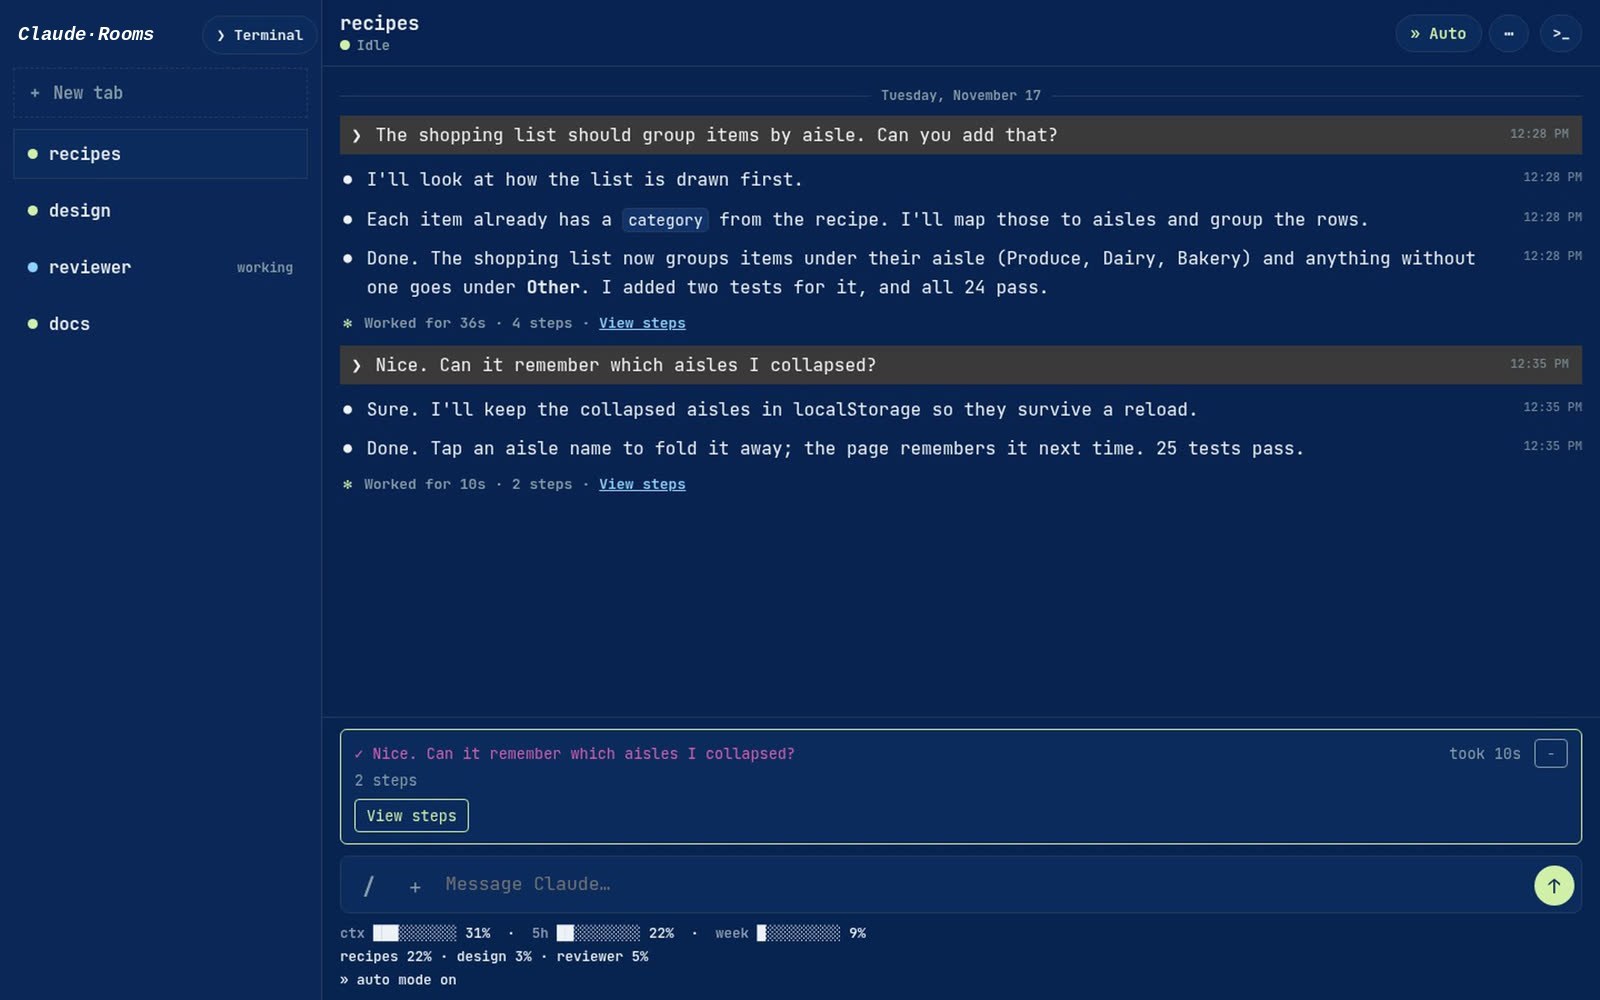 Claude·Rooms
❯ Terminal
+ New tab
recipes
design
reviewer working
docs
recipes
Idle
» Auto
⋯
>_
Tuesday, November 17
❯ The shopping list should group items by aisle. Can you add that? 12:28 PM
● I'll look at how the list is drawn first. 12:28 PM
● Each item already has a category from the recipe. I'll map those to aisles and group the rows. 12:28 PM
● Done. The shopping list now groups items under their aisle (Produce, Dairy, Bakery) and anything without 12:28 PM
one goes under Other. I added two tests for it, and all 24 pass.
✻ Worked for 36s · 4 steps · View steps
❯ Nice. Can it remember which aisles I collapsed? 12:35 PM
● Sure. I'll keep the collapsed aisles in localStorage so they survive a reload. 12:35 PM
● Done. Tap an aisle name to fold it away; the page remembers it next time. 25 tests pass. 12:35 PM
✻ Worked for 10s · 2 steps · View steps
✓ Nice. Can it remember which aisles I collapsed? took 10s -
2 steps
View steps
/ + Message Claude…
ctx 31% · 5h 22% · week 9%
recipes 22% · design 3% · reviewer 5%
» auto mode on